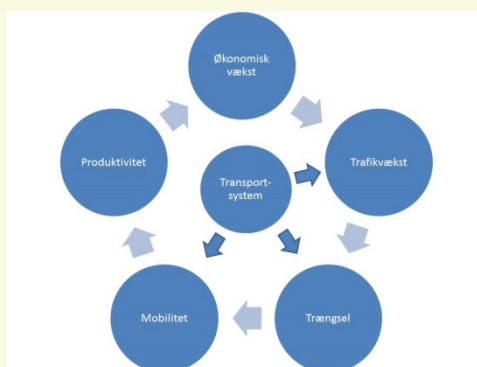 Økonomisk
vækst
Produktivitet
Transport-
system
Trafikvækst
Mobilitet
Trængsel